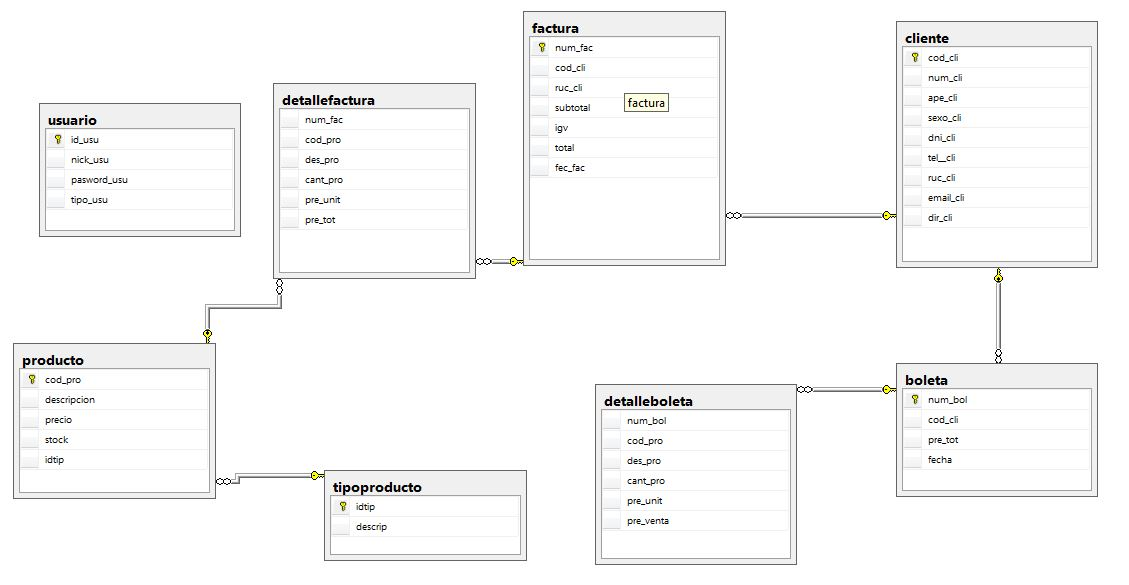 usuario
id_usu
nick_usu
pasword_usu
tipo_usu
detallefactura
num_fac
cod_pro
des_pro
cant_pro
pre_unit
pre_tot
factura
num_fac
cod_cli
ruc_cli
subtotal
igv
total
fec_fac
factura
cliente
cod_cli
num_cli
ape_cli
sexo_cli
dni_cli
tel__cli
ruc_cli
email_cli
dir_cli
producto
cod_pro
descripcion
precio
stock
idtip
tipoproducto
idtip
descrip
detalleboleta
num_bol
cod_pro
des_pro
cant_pro
pre_unit
pre_venta
boleta
num_bol
cod_cli
pre_tot
fecha